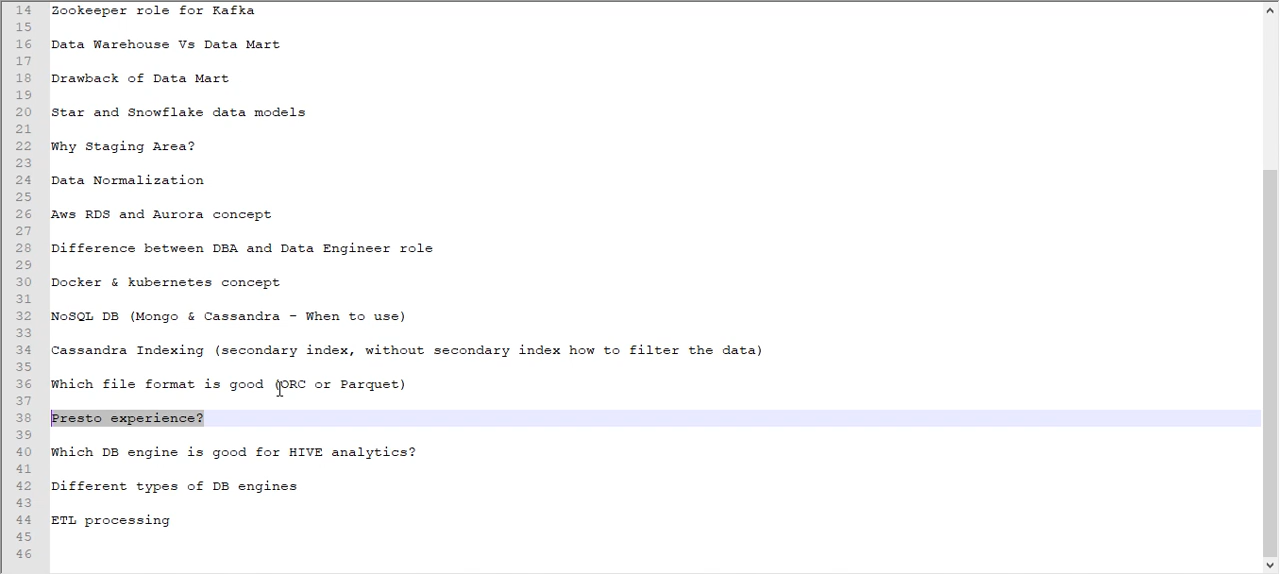 14 Zookeeper role for Kafka
15
16 Data Warehouse Vs Data Mart
17
18 Drawback of Data Mart
19
20 Star and Snowflake data models
21
22 Why Staging Area?
23
24 Data Normalization
25
26 Aws RDS and Aurora concept
27
28 Difference between DBA and Data Engineer role
29
30 Docker & kubernetes concept
31
32 NoSQL DB (Mongo & Cassandra - When to use)
33
34 Cassandra Indexing (secondary index, without secondary index how to filter the data)
35
36 Which file format is good (ORC or Parquet)
37
38 Presto experience?
39
40 Which DB engine is good for HIVE analytics?
41
42 Different types of DB engines
43
44 ETL processing
45
46